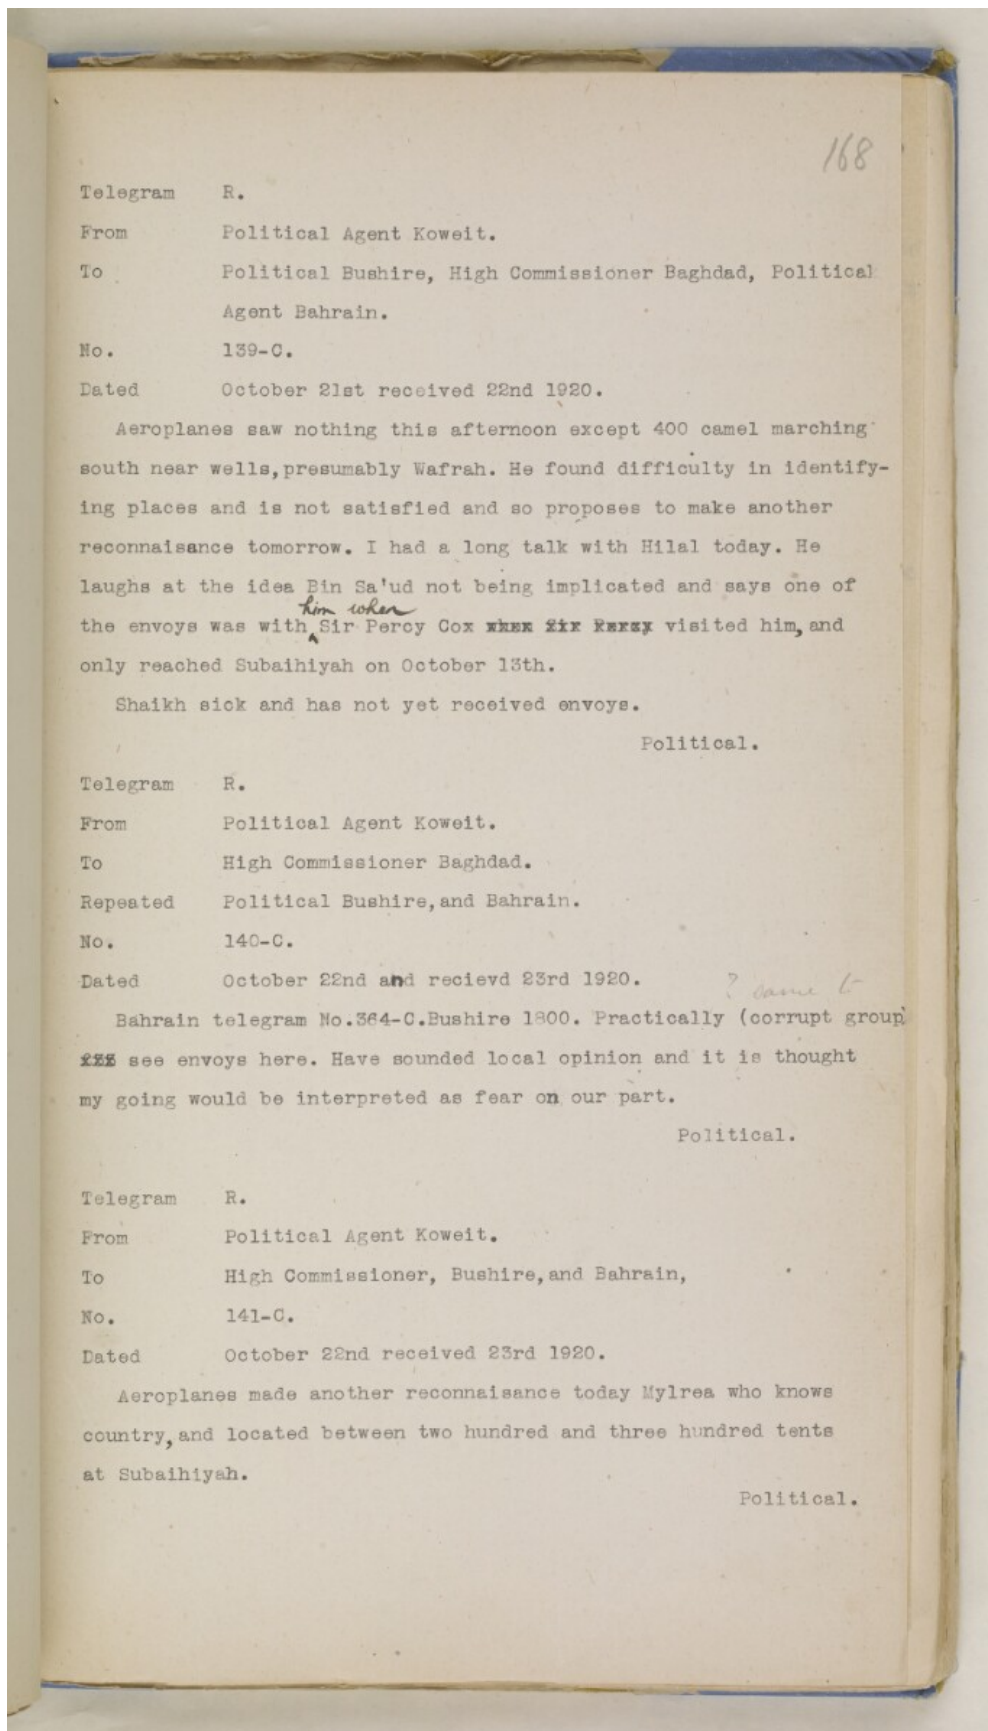 168
Telegram R.
From Political Agent Koweit.
To Political Bushire, High Commissioner Baghdad, Political
Agent Bahrain.
No. 139-C.
Dated October 21st received 22nd 1920.
Aeroplanes saw nothing this afternoon except 400 camel marching
south near wells,presumably Wafrah. He found difficulty in identify-
ing places and is not satisfied and so proposes to make another
reconnaisance tomorrow. I had a long talk with Hilal today. He
laughs at the idea Bin Sa'ud not being implicated and says one of
him when
the envoys was with Sir Percy Cox when Sir Percy visited him, and
only reached Subaihiyah on October 13th.
Shaikh sick and has not yet received envoys.
Political.
Telegram R.
From Political Agent Koweit.
To High Commissioner Baghdad.
Repeated Political Bushire,and Bahrain.
No. 140-C.
Dated October 22nd and recievd 23rd 1920.
? came to
Bahrain telegram No.364-C.Bushire 1800. Practically (corrupt group)
see envoys here. Have sounded local opinion and it is thought
my going would be interpreted as fear on our part.
Political.
Telegram R.
From Political Agent Koweit.
To High Commissioner, Bushire,and Bahrain,
No. 141-C.
Dated October 22nd received 23rd 1920.
Aeroplanes made another reconnaisance today Mylrea who knows
country,and located between two hundred and three hundred tents
at Subaihiyah.
Political.